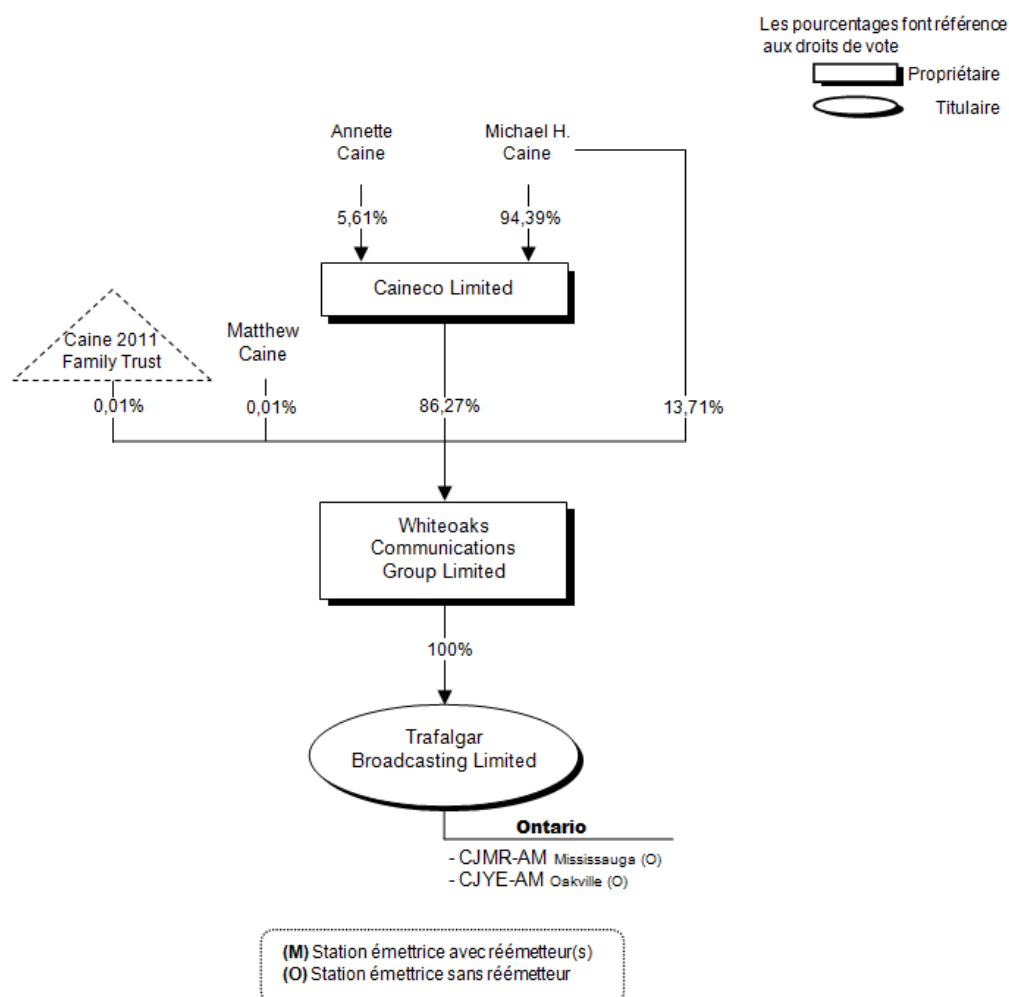 Les pourcentages font référence
aux droits de vote
Propriétaire
Titulaire
Annette
Caine
Michael H.
Caine
5,61%
94,39%
Caineco Limited
Caine 2011
Family Trust
Matthew
Caine
0,01%
0,01%
86,27%
13,71%
Whiteoaks
Communications
Group Limited
100%
Trafalgar
Broadcasting Limited
Ontario
- CJMR-AM Mississauga (O)
- CJYE-AM Oakville (O)
(M) Station émettrice avec réémetteur(s)
(O) Station émettrice sans réémetteur